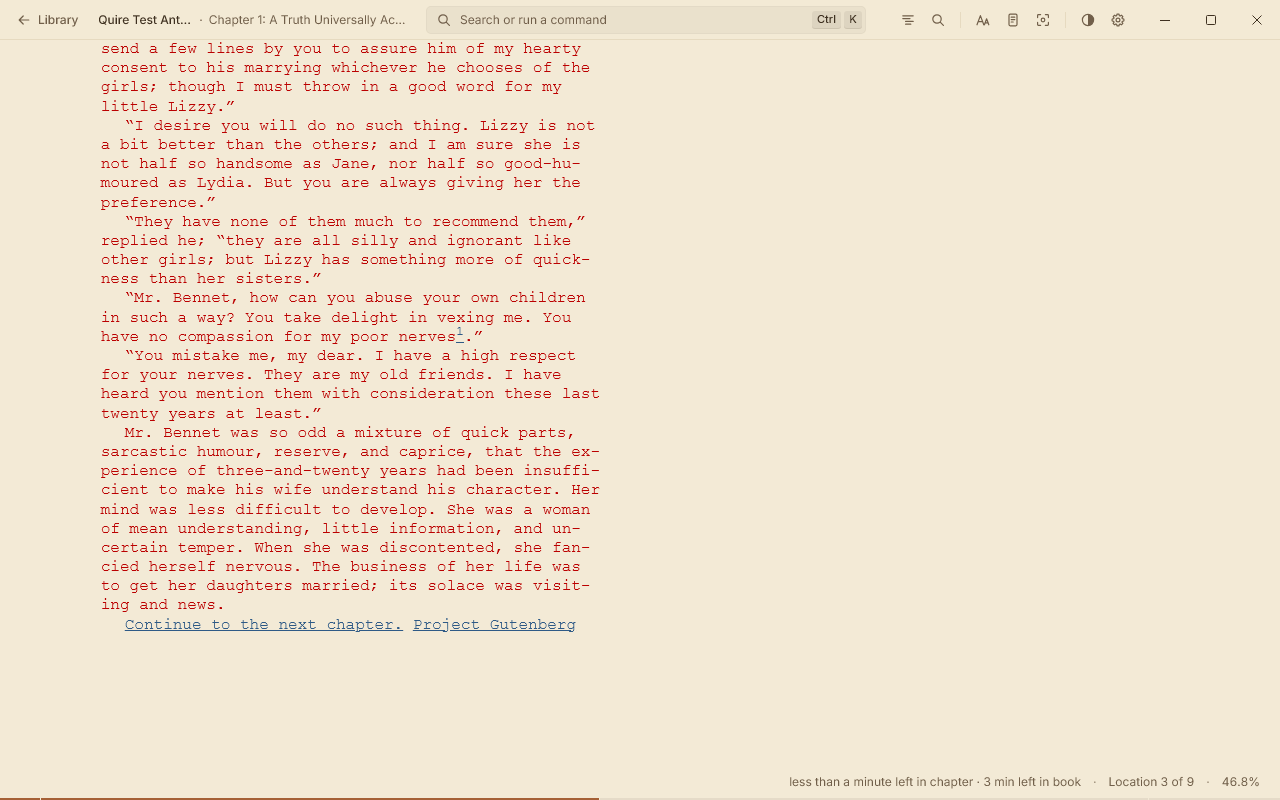 Library
Quire Test Ant... · Chapter 1: A Truth Universally Ac...
Search or run a command
Ctrl K
send a few lines by you to assure him of my hearty
consent to his marrying whichever he chooses of the
girls; though I must throw in a good word for my
little Lizzy.”
“I desire you will do no such thing. Lizzy is not
a bit better than the others; and I am sure she is
not half so handsome as Jane, nor half so good-hu-
moured as Lydia. But you are always giving her the
preference.”
“They have none of them much to recommend them,”
replied he; “they are all silly and ignorant like
other girls; but Lizzy has something more of quick-
ness than her sisters.”
“Mr. Bennet, how can you abuse your own children
in such a way? You take delight in vexing me. You
have no compassion for my poor nerves1.”
“You mistake me, my dear. I have a high respect
for your nerves. They are my old friends. I have
heard you mention them with consideration these last
twenty years at least.”
Mr. Bennet was so odd a mixture of quick parts,
sarcastic humour, reserve, and caprice, that the ex-
perience of three-and-twenty years had been insuffi-
cient to make his wife understand his character. Her
mind was less difficult to develop. She was a woman
of mean understanding, little information, and un-
certain temper. When she was discontented, she fan-
cied herself nervous. The business of her life was
to get her daughters married; its solace was visit-
ing and news.
Continue to the next chapter. Project Gutenberg
less than a minute left in chapter · 3 min left in book · Location 3 of 9 · 46.8%